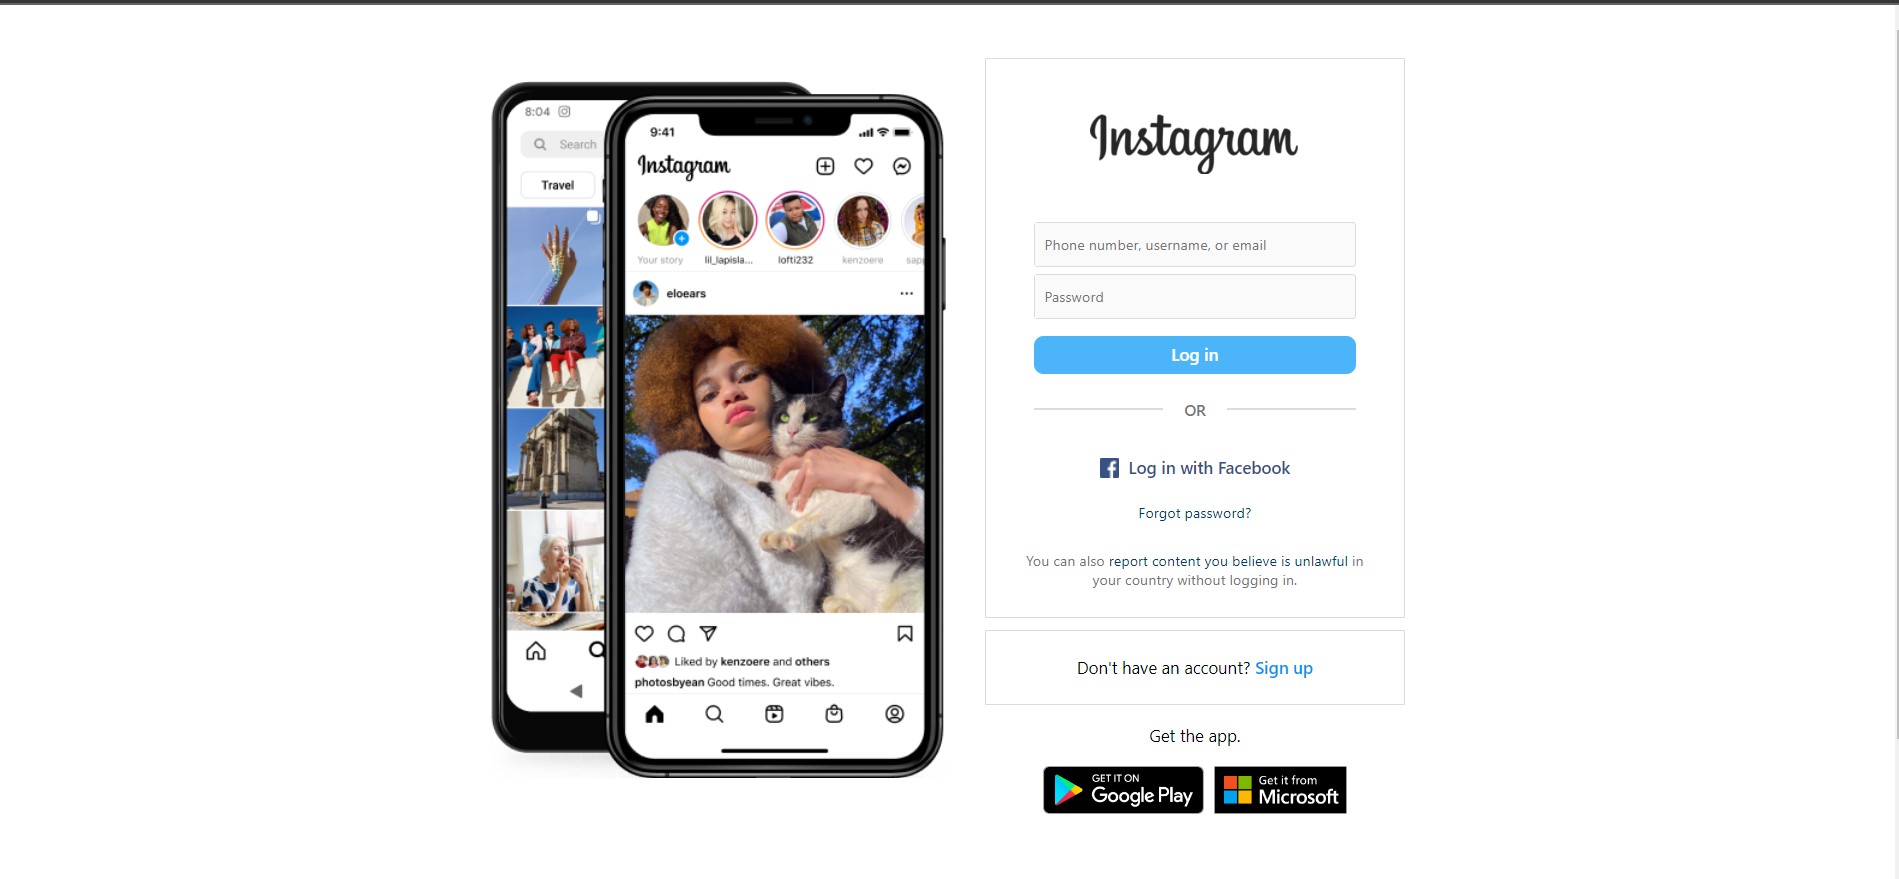 8:04
Search
Travel
9:41
Instagram
Your story
lil_lapisla...
lofti232
kenzoere
sapp
eloears
Liked by kenzoere and others
photosbyean Good times. Great vibes.
Instagram
Phone number, username, or email
Password
Log in
OR
Log in with Facebook
Forgot password?
You can also report content you believe is unlawful in
your country without logging in.
Don't have an account? Sign up
Get the app.
GET IT ON
Google Play
Get it from
Microsoft